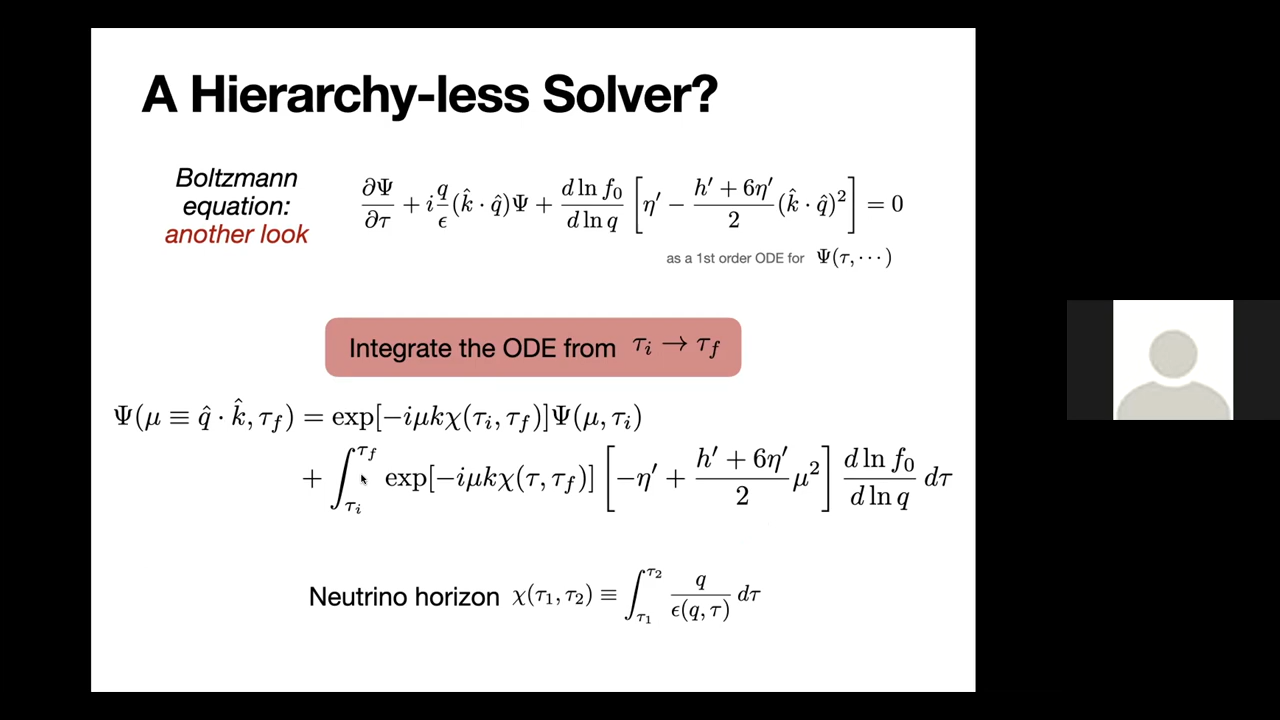 A Hierarchy-less Solver?
Boltzmann
equation:
another look
∂Ψ/∂τ + i q/ϵ (k̂ · q̂)Ψ + d ln f₀/d ln q [η′ − (h′ + 6η′)/2 (k̂ · q̂)²] = 0
as a 1st order ODE for Ψ(τ, ⋯)
Integrate the ODE from τᵢ → τ_f
Ψ(μ ≡ q̂ · k̂, τ_f) = exp[−iμkχ(τᵢ, τ_f)]Ψ(μ, τᵢ)
+ ∫_{τᵢ}^{τ_f} exp[−iμkχ(τ, τ_f)] [−η′ + (h′ + 6η′)/2 μ²] d ln f₀/d ln q dτ
Neutrino horizon χ(τ₁, τ₂) ≡ ∫_{τ₁}^{τ₂} q/ϵ(q, τ) dτ